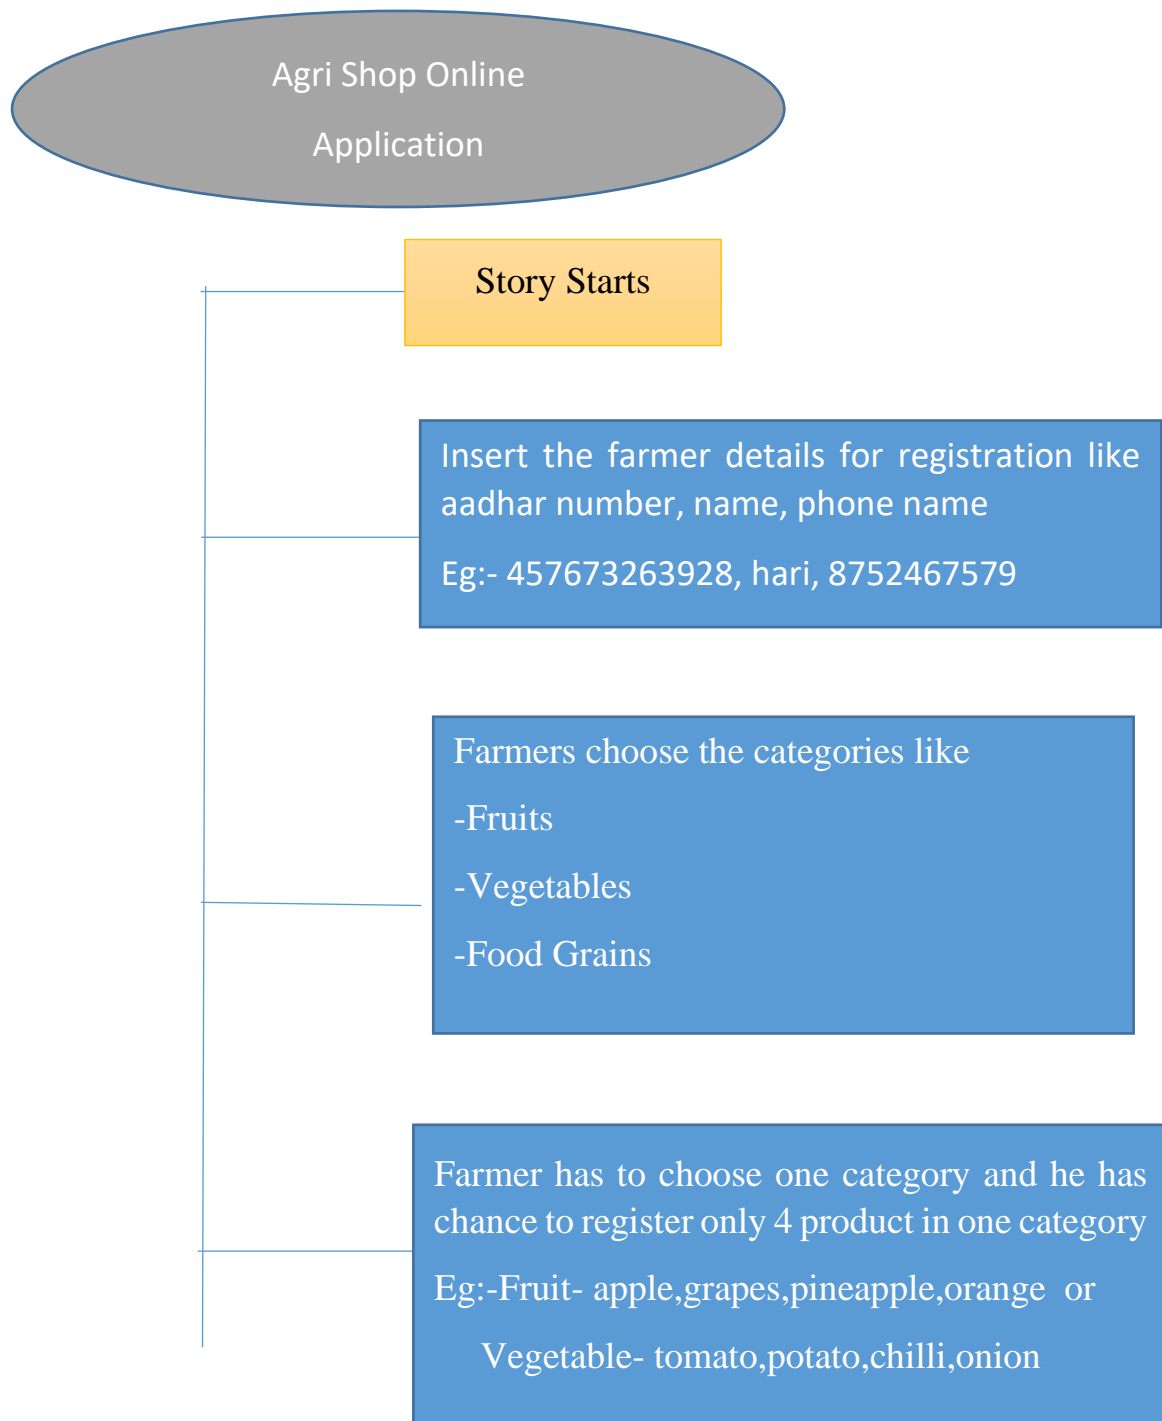 Agri Shop Online
Application
Story Starts
Insert the farmer details for registration like
aadhar number, name, phone name
Eg:- 457673263928, hari, 8752467579
Farmers choose the categories like
-Fruits
-Vegetables
-Food Grains
Farmer has to choose one category and he has
chance to register only 4 product in one category
Eg:-Fruit- apple,grapes,pineapple,orange or
Vegetable- tomato,potato,chilli,onion